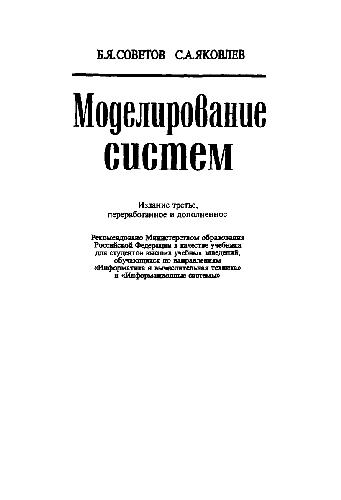 Б.Я.СОВЕТОВ С.А.ЯКОВЛЕВ
Моделирование
систем
Издание третье,
переработанное и дополненное
Рекомендовано Министерством образования
Российской Федерации в качестве учебника
для студентов высших учебных заведений,
обучающихся по направлениям
«Информатика и вычислительная техника»
и «Информационные системы»